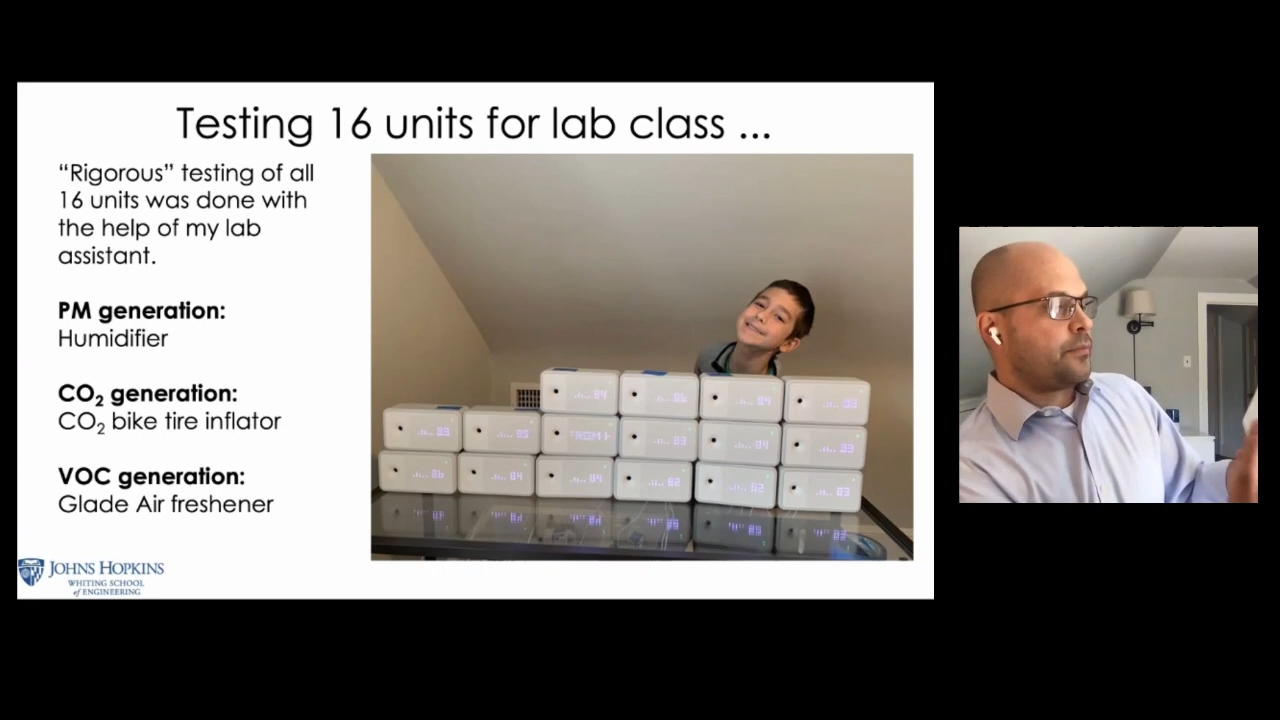 Testing 16 units for lab class ...
“Rigorous” testing of all
16 units was done with
the help of my lab
assistant.
PM generation:
Humidifier
CO₂ generation:
CO₂ bike tire inflator
VOC generation:
Glade Air freshener
JOHNS HOPKINS
WHITING SCHOOL
of ENGINEERING